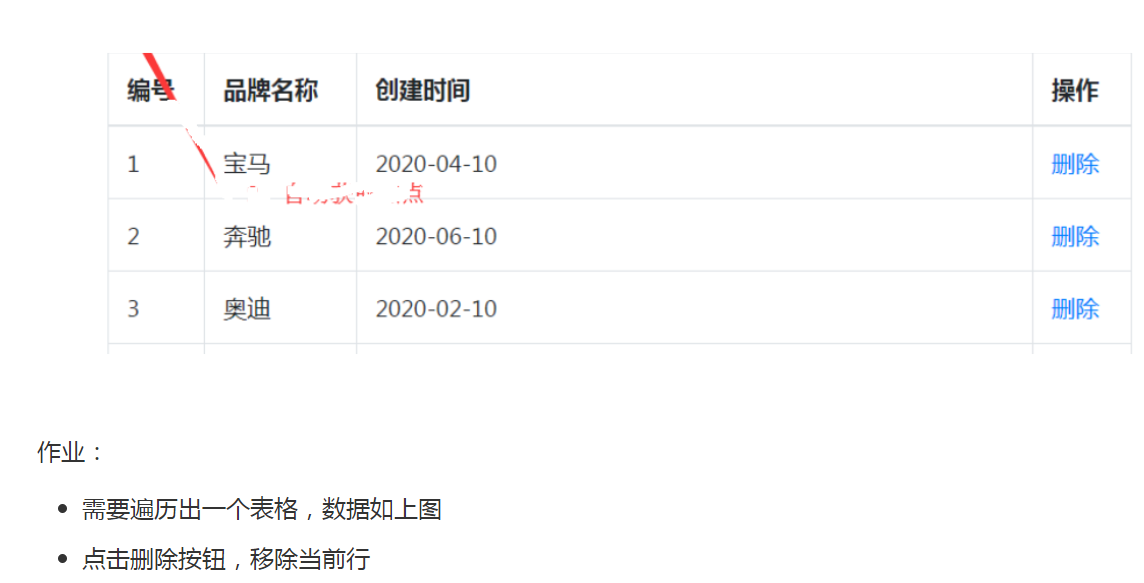 编号 品牌名称 创建时间 操作
1 宝马 2020-04-10 删除
2 奔驰 2020-06-10 删除
3 奥迪 2020-02-10 删除
作业：
需要遍历出一个表格，数据如上图
点击删除按钮，移除当前行